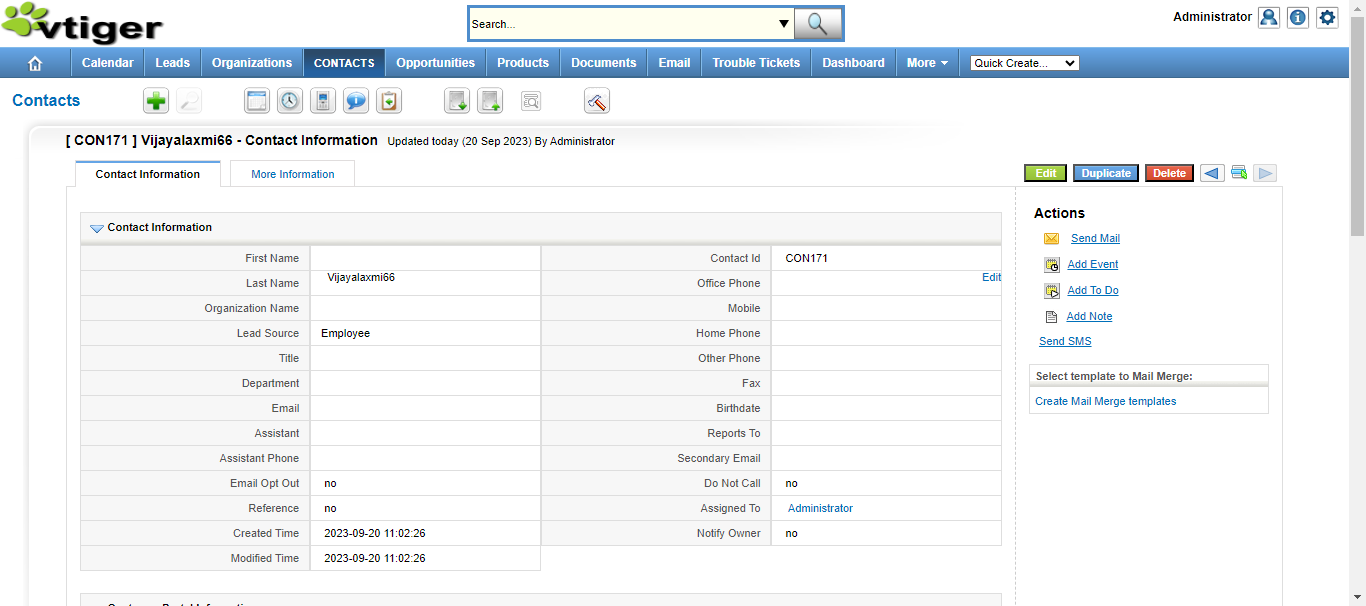 vtiger
Search...
Administrator
Calendar Leads Organizations CONTACTS Opportunities Products Documents Email Trouble Tickets Dashboard More Quick Create...
Contacts
[ CON171 ] Vijayalaxmi66 - Contact Information Updated today (20 Sep 2023) By Administrator
Contact Information More Information
Edit Duplicate Delete
Contact Information
First Name Contact Id CON171
Last Name Vijayalaxmi66 Office Phone Edit
Organization Name Mobile
Lead Source Employee Home Phone
Title Other Phone
Department Fax
Email Birthdate
Assistant Reports To
Assistant Phone Secondary Email
Email Opt Out no Do Not Call no
Reference no Assigned To Administrator
Created Time 2023-09-20 11:02:26 Notify Owner no
Modified Time 2023-09-20 11:02:26
Actions
Send Mail
Add Event
Add To Do
Add Note
Send SMS
Select template to Mail Merge:
Create Mail Merge templates